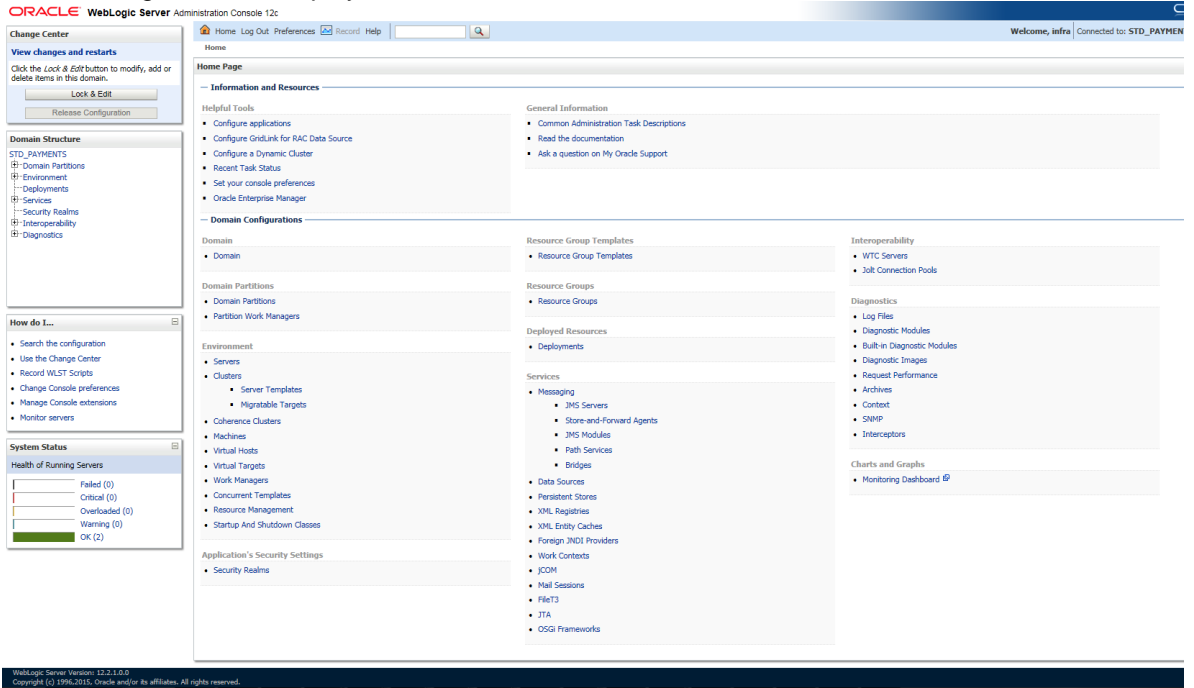 ORACLE WebLogic Server Administration Console 12c
Change Center
View changes and restarts
Click the Lock & Edit button to modify, add or
delete items in this domain.
Lock & Edit
Release Configuration
Domain Structure
STD_PAYMENTS
Domain Partitions
Environment
Deployments
Services
Security Realms
Interoperability
Diagnostics
How do I...
Search the configuration
Use the Change Center
Record WLST Scripts
Change Console preferences
Manage Console extensions
Monitor servers
System Status
Health of Running Servers
Failed (0)
Critical (0)
Overloaded (0)
Warning (0)
OK (2)
Home Log Out Preferences Record Help
Welcome, infra Connected to: STD_PAYMEN
Home
Home Page
Information and Resources
Helpful Tools
Configure applications
Configure GridLink for RAC Data Source
Configure a Dynamic Cluster
Recent Task Status
Set your console preferences
Oracle Enterprise Manager
General Information
Common Administration Task Descriptions
Read the documentation
Ask a question on My Oracle Support
Domain Configurations
Domain
Domain
Domain Partitions
Domain Partitions
Partition Work Managers
Environment
Servers
Clusters
Server Templates
Migratable Targets
Coherence Clusters
Machines
Virtual Hosts
Virtual Targets
Work Managers
Concurrent Templates
Resource Management
Startup And Shutdown Classes
Application's Security Settings
Security Realms
Resource Group Templates
Resource Group Templates
Resource Groups
Resource Groups
Deployed Resources
Deployments
Services
Messaging
JMS Servers
Store-and-Forward Agents
JMS Modules
Path Services
Bridges
Data Sources
Persistent Stores
XML Registries
XML Entity Caches
Foreign JNDI Providers
Work Contexts
jCOM
Mail Sessions
FileT3
JTA
OSGi Frameworks
Interoperability
WTC Servers
Jolt Connection Pools
Diagnostics
Log Files
Diagnostic Modules
Built-in Diagnostic Modules
Diagnostic Images
Request Performance
Archives
Context
SNMP
Interceptors
Charts and Graphs
Monitoring Dashboard
WebLogic Server Version: 12.2.1.0.0
Copyright (c) 1996,2015, Oracle and/or its affiliates. All rights reserved.